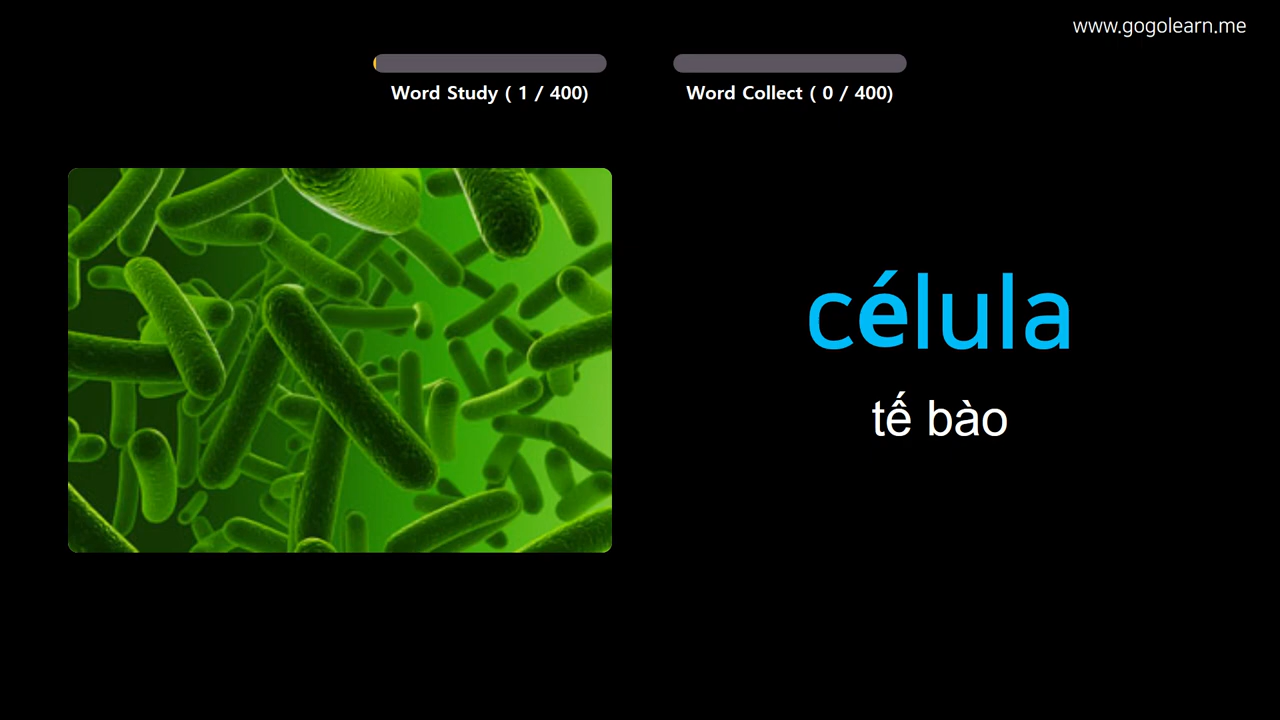 www.gogolearn.me
Word Study ( 1 / 400)
Word Collect ( 0 / 400)
célula
tế bào